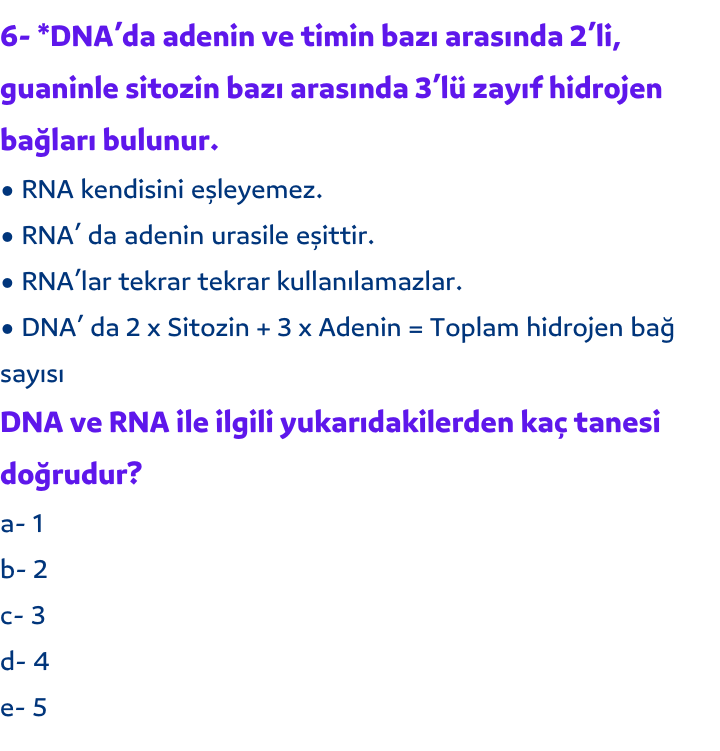 6- *DNA’da adenin ve timin bazı arasında 2’li,
guaninle sitozin bazı arasında 3’lü zayıf hidrojen
bağları bulunur.
• RNA kendisini eşleyemez.
• RNA’ da adenin urasile eşittir.
• RNA’lar tekrar tekrar kullanılamazlar.
• DNA’ da 2 x Sitozin + 3 x Adenin = Toplam hidrojen bağ
sayısı
DNA ve RNA ile ilgili yukarıdakilerden kaç tanesi
doğrudur?
a- 1
b- 2
c- 3
d- 4
e- 5